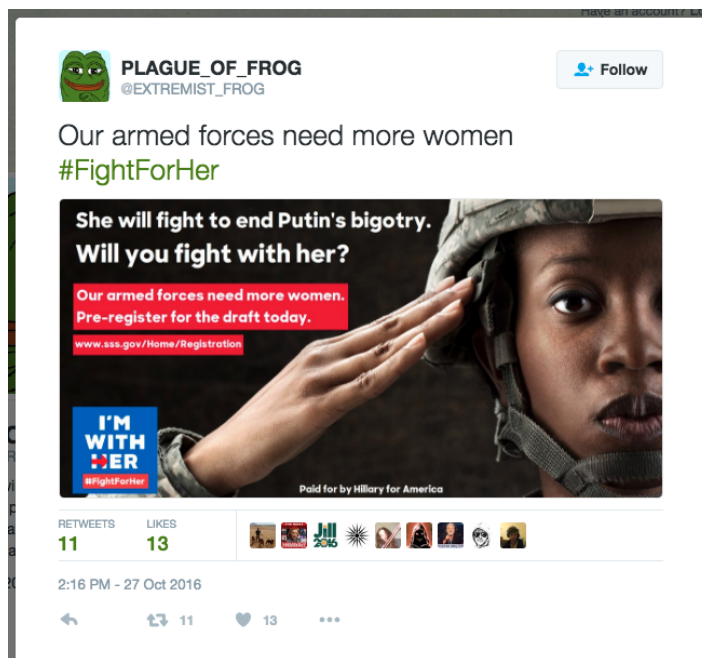 Have an account?
PLAGUE_OF_FROG
@EXTREMIST_FROG
Follow
Our armed forces need more women
#FightForHer
She will fight to end Putin's bigotry.
Will you fight with her?
Our armed forces need more women.
Pre-register for the draft today.
www.sss.gov/Home/Registration
I'M
WITH
HER
#FightForHer
Paid for by Hillary for America
RETWEETS
LIKES
11
13
Jill
2016
2:16 PM - 27 Oct 2016
11
13